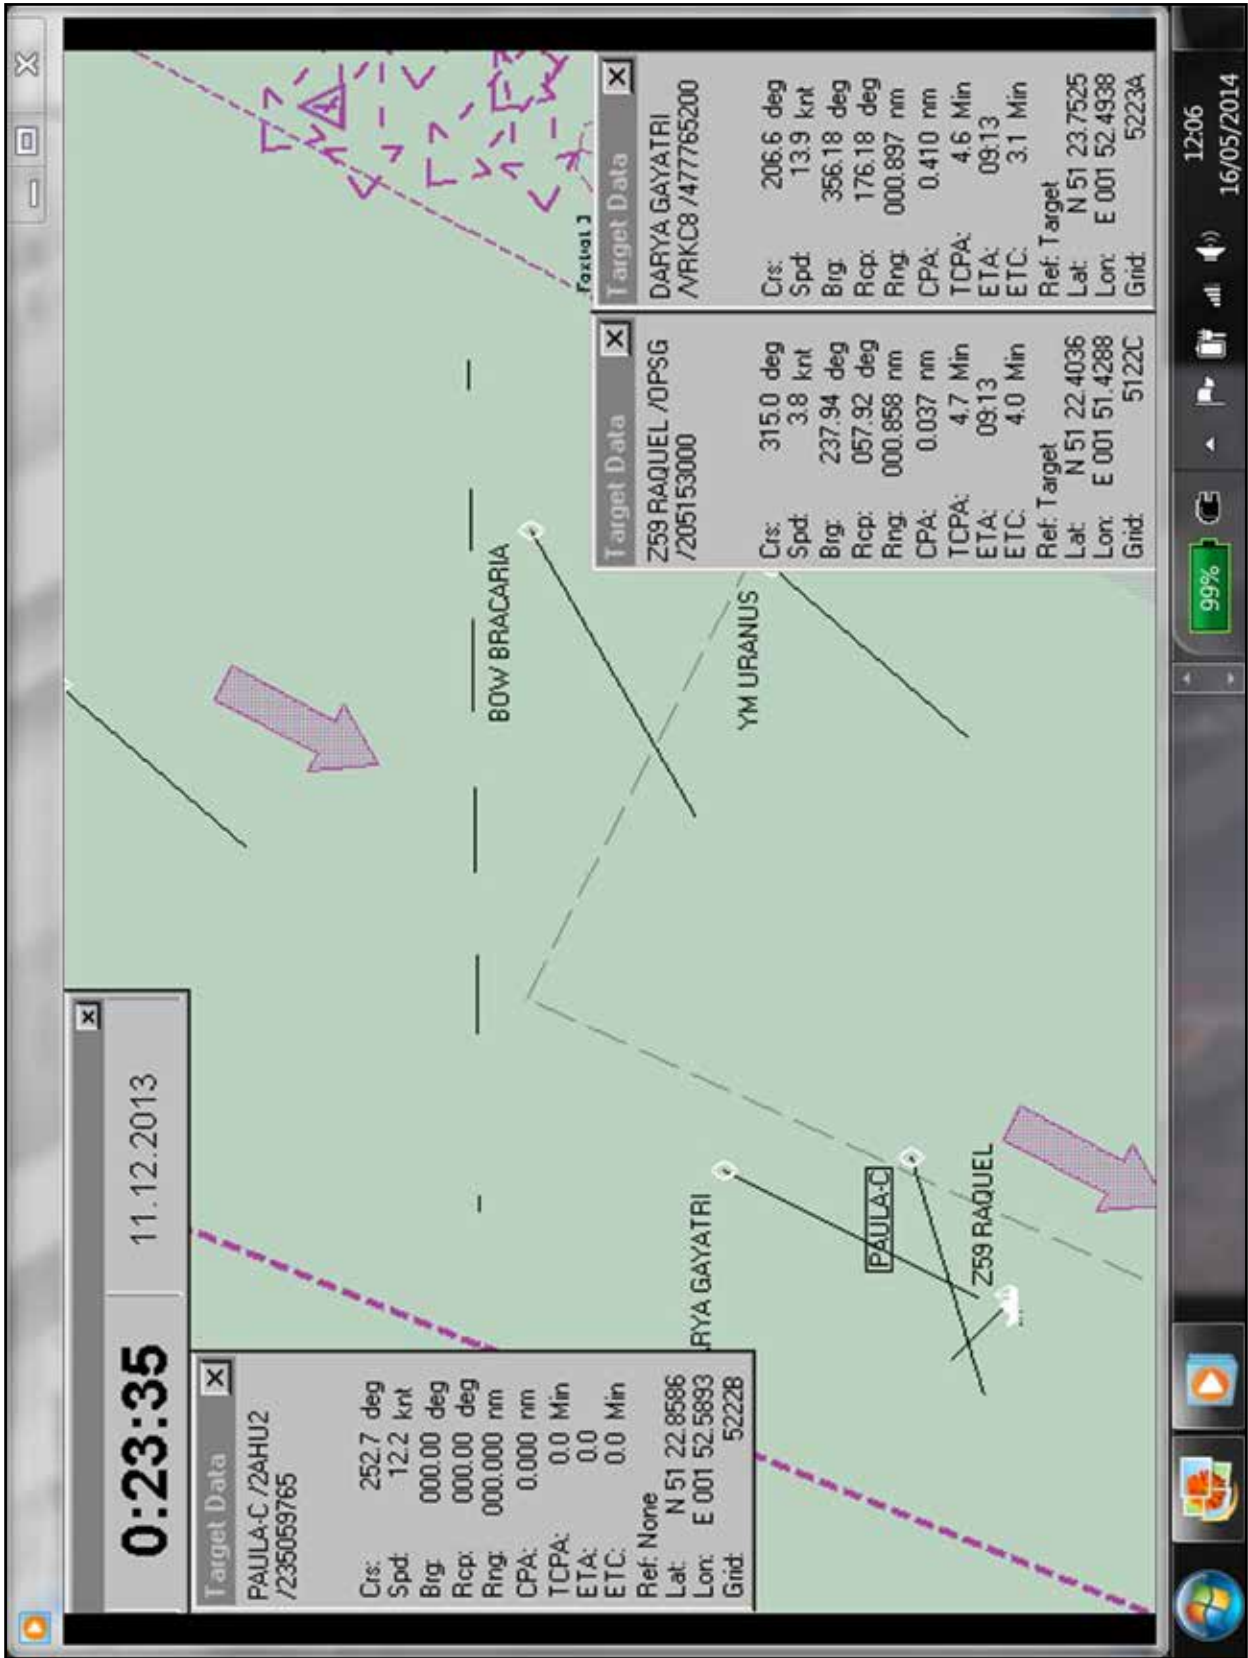 0:23:35
11.12.2013
Target Data
PAULA-C /2AHU2
/235059765
Crs: 252.7 deg
Spd: 12.2 knt
Brg: 000.00 deg
Rcp: 000.00 deg
Rng: 000.000 nm
CPA: 0.000 nm
TCPA: 0.0 Min
ETA: 0.0
ETC: 0.0 Min
Ref: None
Lat: N 51 22.8586
Lon: E 001 52.5893
Grid: 5222B
BOW BRACARIA
YM URANUS
RYA GAYATRI
PAULA-C
Z59 RAQUEL
Target Data
Z59 RAQUEL /OPSG
/205153000
Crs: 315.0 deg
Spd: 3.8 knt
Brg: 237.94 deg
Rcp: 057.92 deg
Rng: 000.858 nm
CPA: 0.037 nm
TCPA: 4.7 Min
ETA: 09:13
ETC: 4.0 Min
Ref: Target
Lat: N 51 22.4036
Lon: E 001 51.4288
Grid: 5122C
Target Data
DARYA GAYATRI
/VRKC8 /477765200
Crs: 206.6 deg
Spd: 13.9 knt
Brg: 356.18 deg
Rcp: 176.18 deg
Rng: 000.897 nm
CPA: 0.410 nm
TCPA: 4.6 Min
ETA: 09:13
ETC: 3.1 Min
Ref: Target
Lat: N 51 23.7525
Lon: E 001 52.4938
Grid: 5223A
99%
12:06
16/05/2014